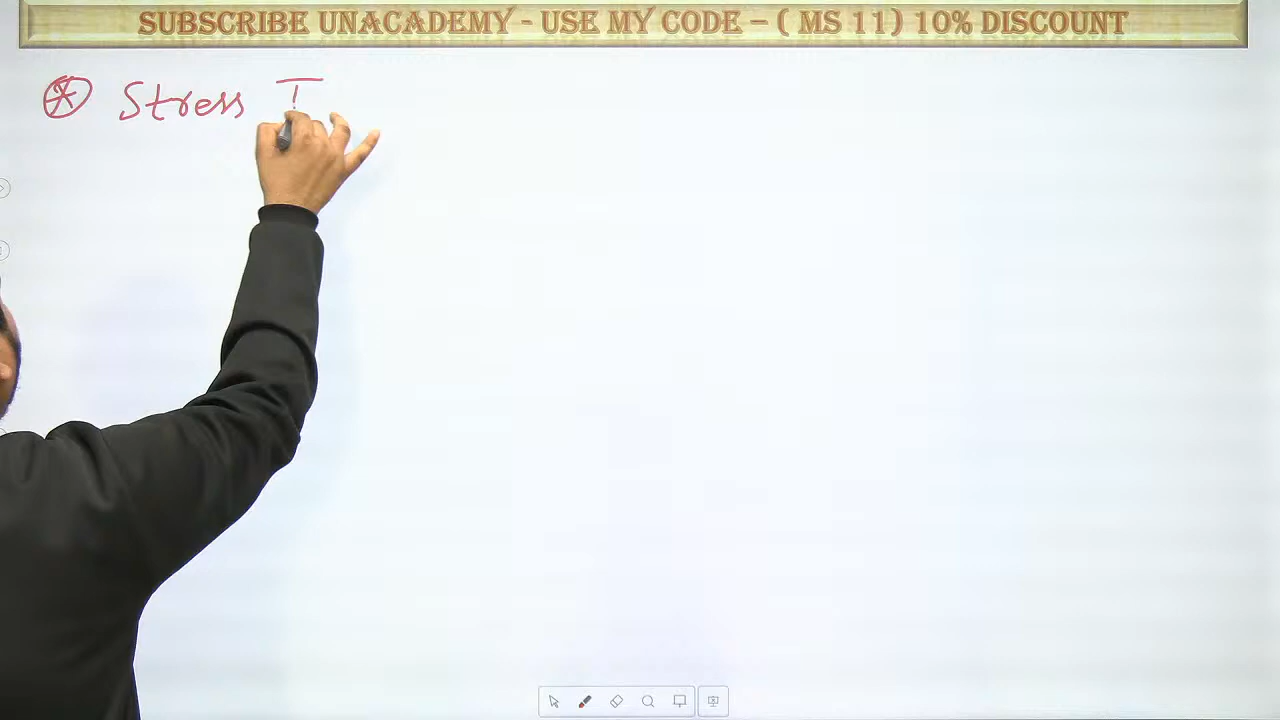 SUBSCRIBE UNACADEMY - USE MY CODE – ( MS 11) 10% DISCOUNT
Stress T